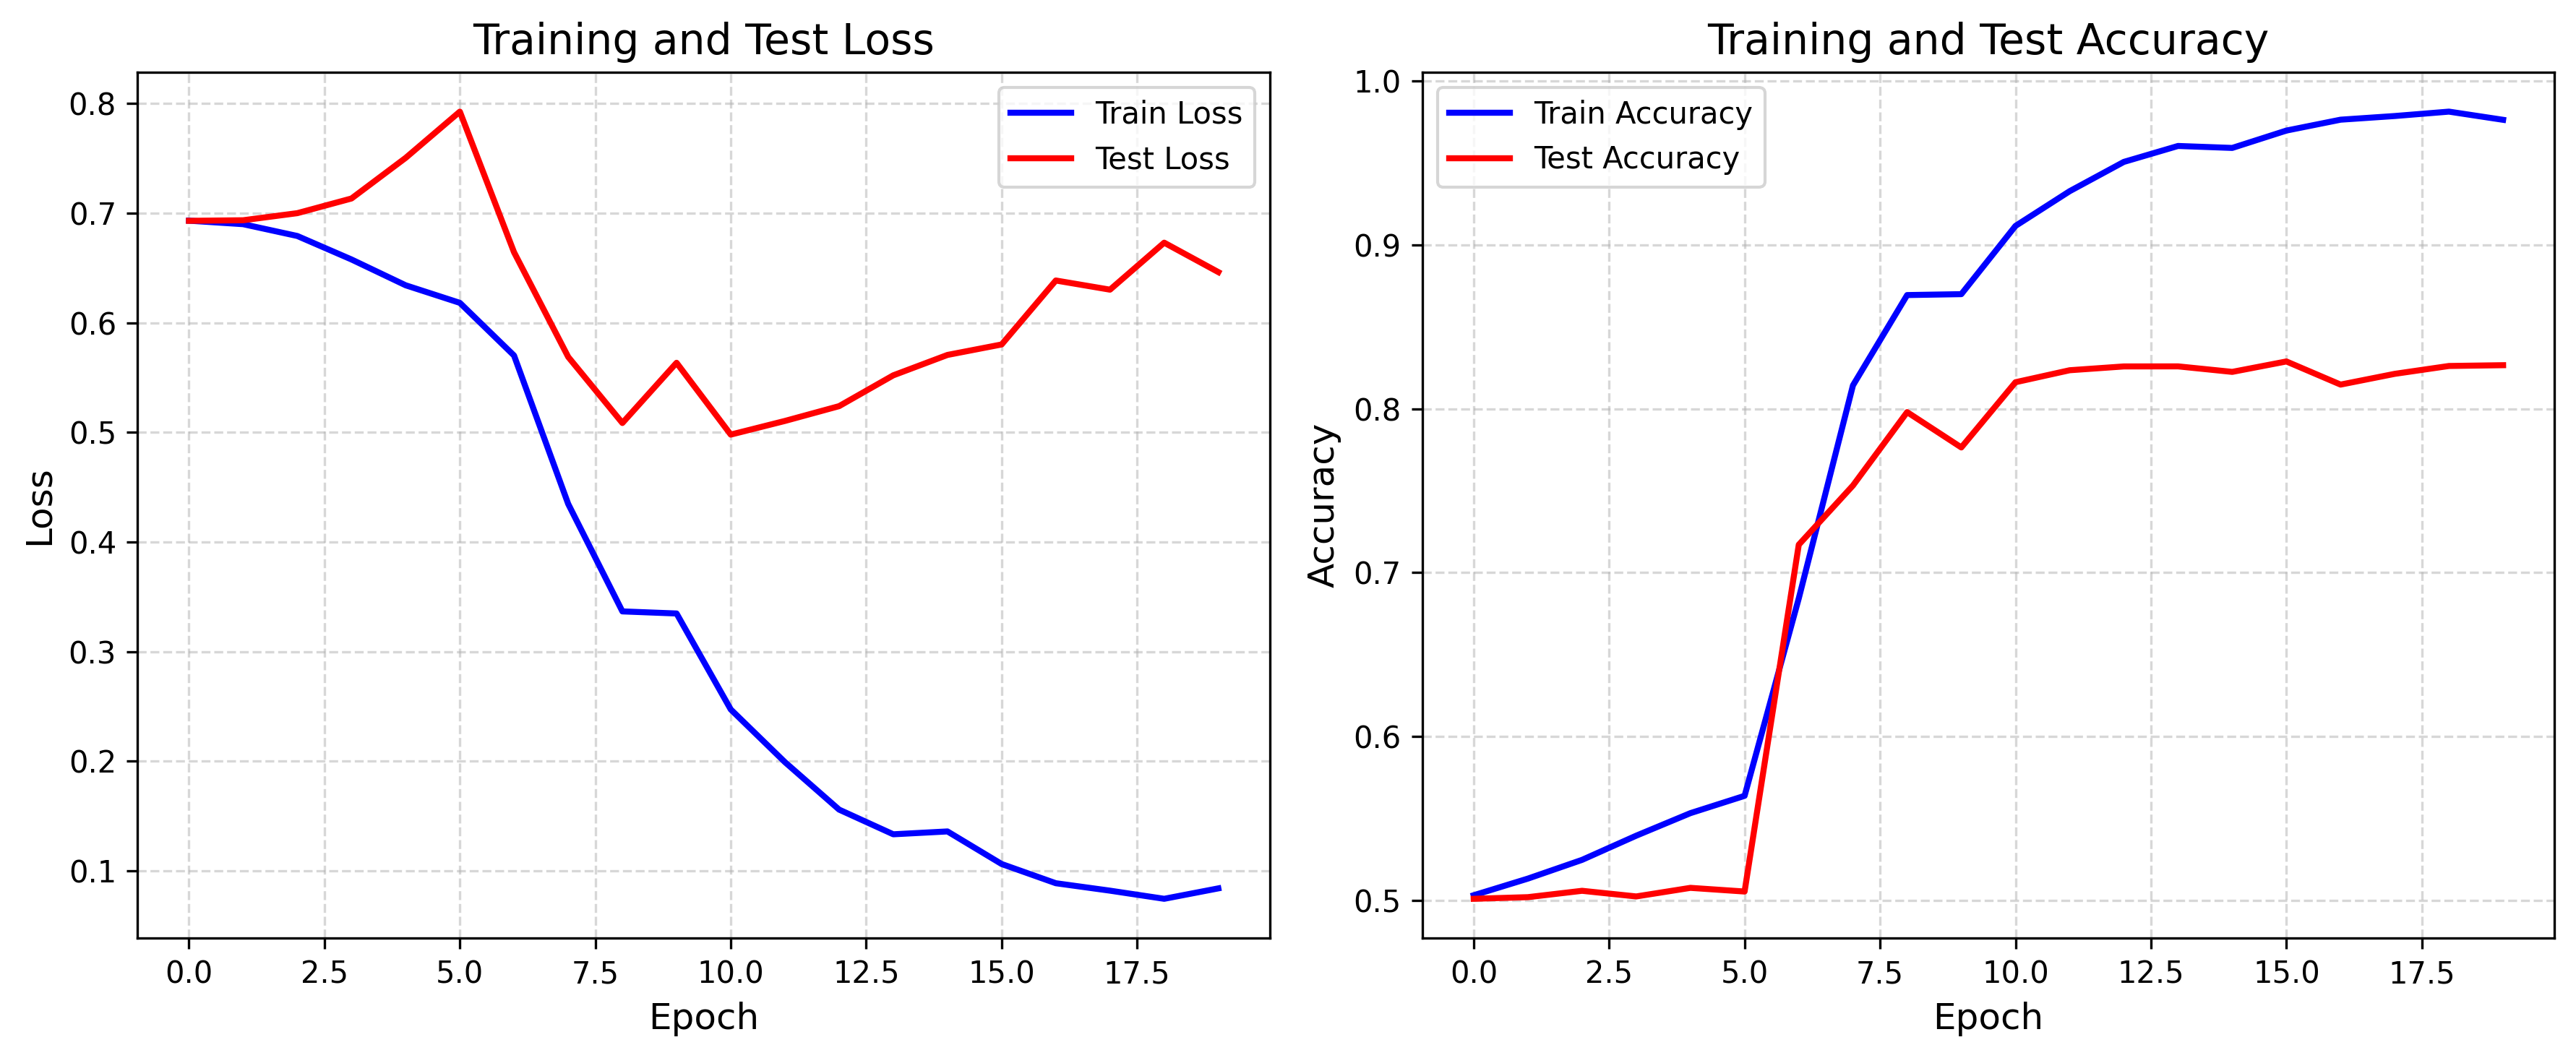 Training and Test Loss
0.8
0.7
0.6
0.5
0.4
0.3
0.2
0.1
Loss
Train Loss
Test Loss
0.0 2.5 5.0 7.5 10.0 12.5 15.0 17.5
Epoch
Training and Test Accuracy
1.0
0.9
0.8
0.7
0.6
0.5
Accuracy
Train Accuracy
Test Accuracy
0.0 2.5 5.0 7.5 10.0 12.5 15.0 17.5
Epoch